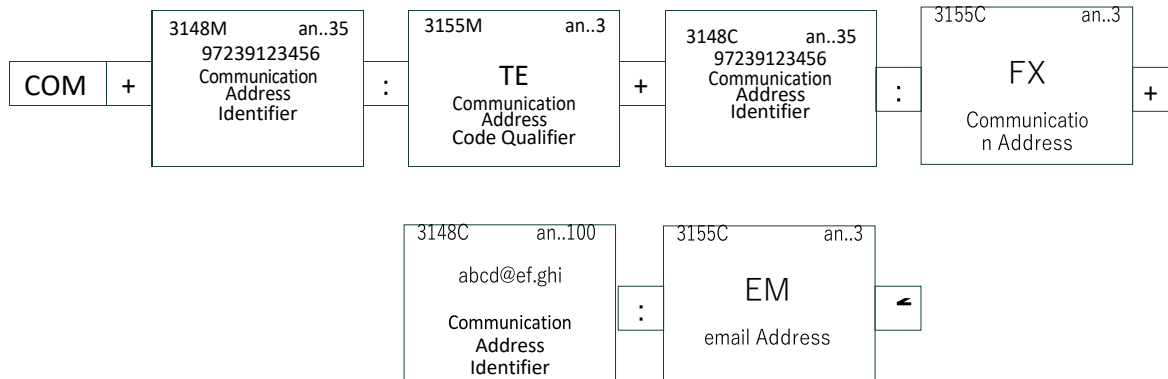 3148M an..35
97239123456
Communication
Address
Identifier
3155M an..3
TE
Communication
Address
Code Qualifier
3148C an..35
97239123456
Communication
Address
Identifier
3155C an..3
FX
Communicatio
n Address
COM + : + : +
3148C an..100
abcd@ef.ghi
Communication
Address
Identifier
:
3155C an..3
EM
email Address
‘